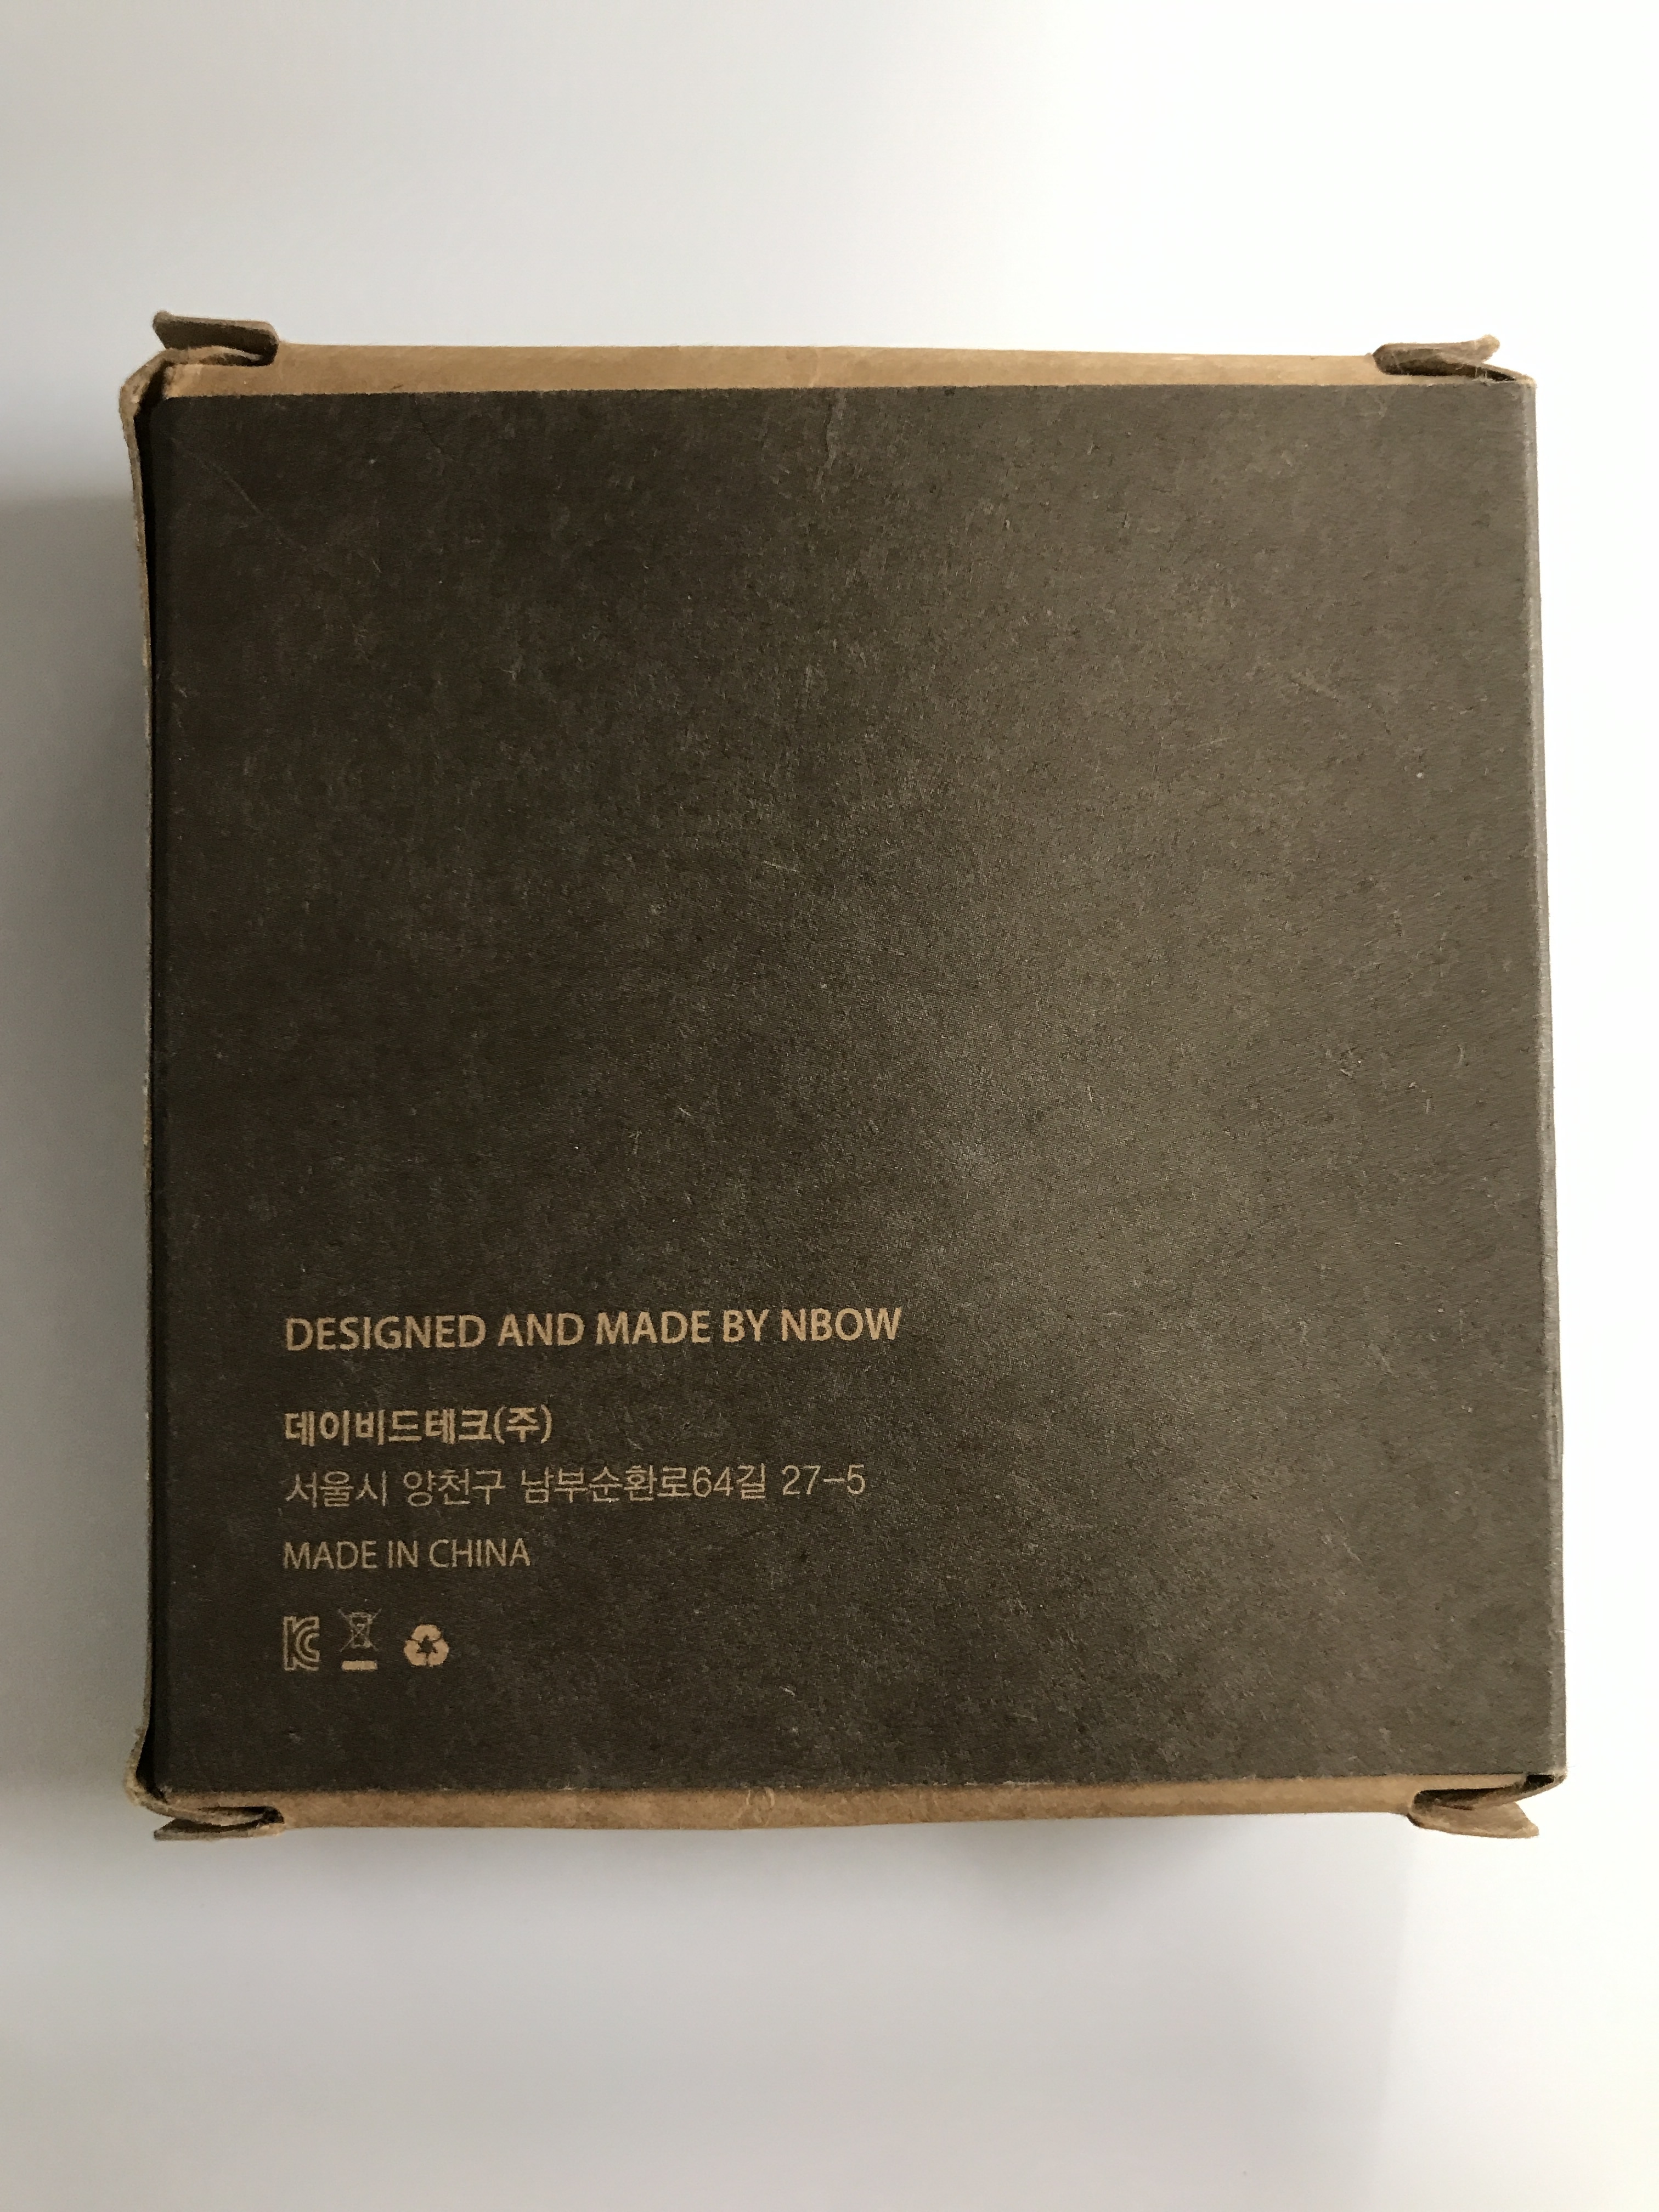 DESIGNED AND MADE BY NBOW
데이비드테크(주)
서울시 양천구 남부순환로64길 27-5
MADE IN CHINA
KC